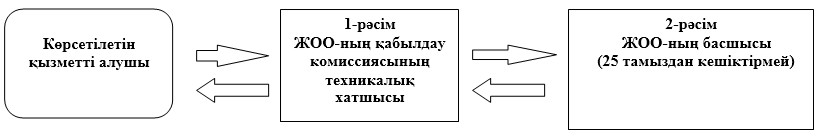 Көрсетілетін
қызметті алушы
1-рәсім
ЖОО-ның қабылдау
комиссиясының
техникалық
хатшысы
2-рәсім
ЖОО-ның басшысы
(25 тамыздан кешіктірмей)